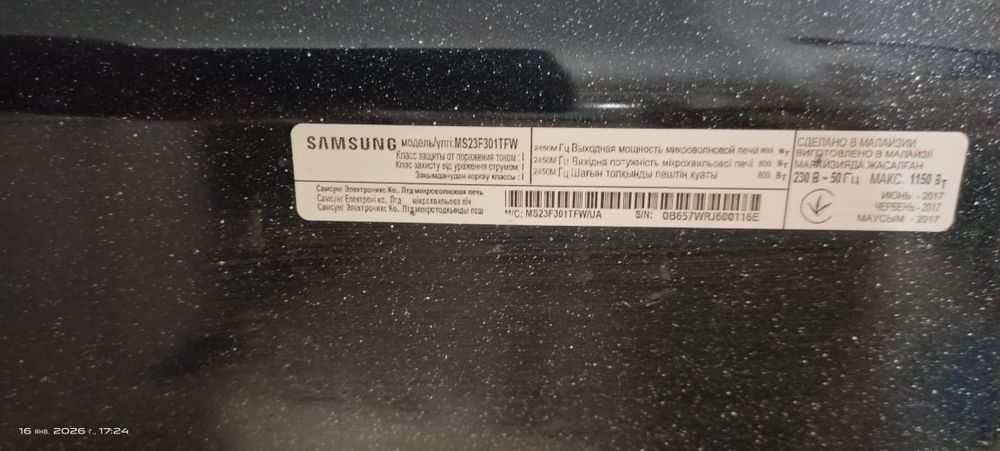 SAMSUNG модель/үлгі:MS23F301TFW
Класс защиты от поражения током : I
Клас захисту від ураження струмом : I
Зақымданудан қорғау классы : I
2450М Гц Выходная мощность микроволновой печи 800 Вт
2450М Гц Вихідна потужність мікрохвильової печі 800 Вт
2450М Гц Шағын толқынды пештің қуаты 800 Вт
СДЕЛАНО В МАЛАЙЗИИ
ВИГОТОВЛЕНО В МАЛАЙЗІЇ
МАЛАЙЗИЯДА ЖАСАЛҒАН
230 В ~ 50 Гц МАКС. 1150 Вт
Самсунг Электроникс Ко., Лтд микроволновая печь
Самсунг Електроні ко., Лтд мікрохвильова піч
Самсунг Электроникс Ко., Лтд микротолқынды пеш
M/C: MS23F301TFW/UA S/N: 0B657WRJ600116E
ИЮНЬ - 2017
ЧЕРВЕНЬ - 2017
МАУСЫМ - 2017
16 янв. 2026 г., 17:24